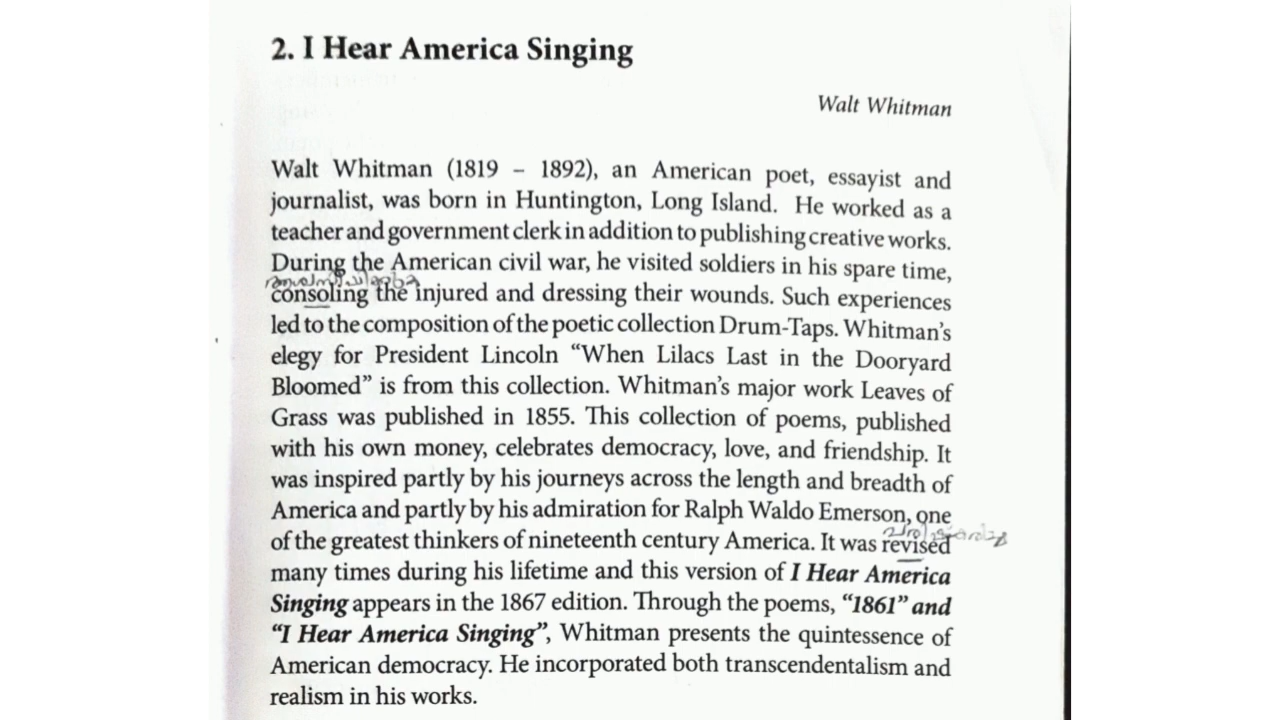 2. I Hear America Singing
Walt Whitman
Walt Whitman (1819 – 1892), an American poet, essayist and
journalist, was born in Huntington, Long Island. He worked as a
teacher and government clerk in addition to publishing creative works.
During the American civil war, he visited soldiers in his spare time,
consoling the injured and dressing their wounds. Such experiences
led to the composition of the poetic collection Drum-Taps. Whitman’s
elegy for President Lincoln “When Lilacs Last in the Dooryard
Bloomed” is from this collection. Whitman’s major work Leaves of
Grass was published in 1855. This collection of poems, published
with his own money, celebrates democracy, love, and friendship. It
was inspired partly by his journeys across the length and breadth of
America and partly by his admiration for Ralph Waldo Emerson, one
of the greatest thinkers of nineteenth century America. It was revised
many times during his lifetime and this version of I Hear America
Singing appears in the 1867 edition. Through the poems, “1861” and
“I Hear America Singing”, Whitman presents the quintessence of
American democracy. He incorporated both transcendentalism and
realism in his works.